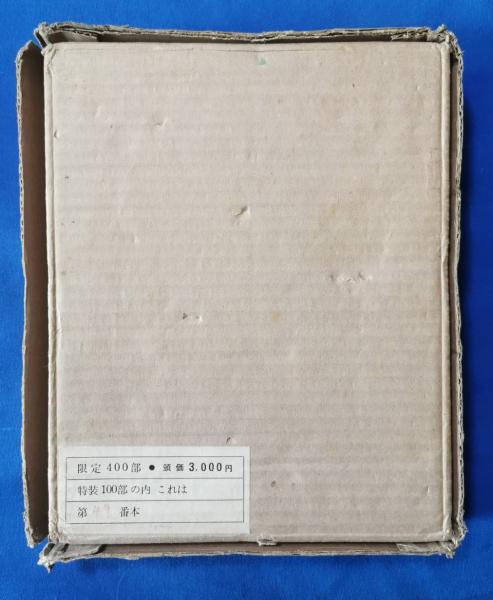 限定400部 ● 頒価 3.000円
特装100部の内 これは
第 番本